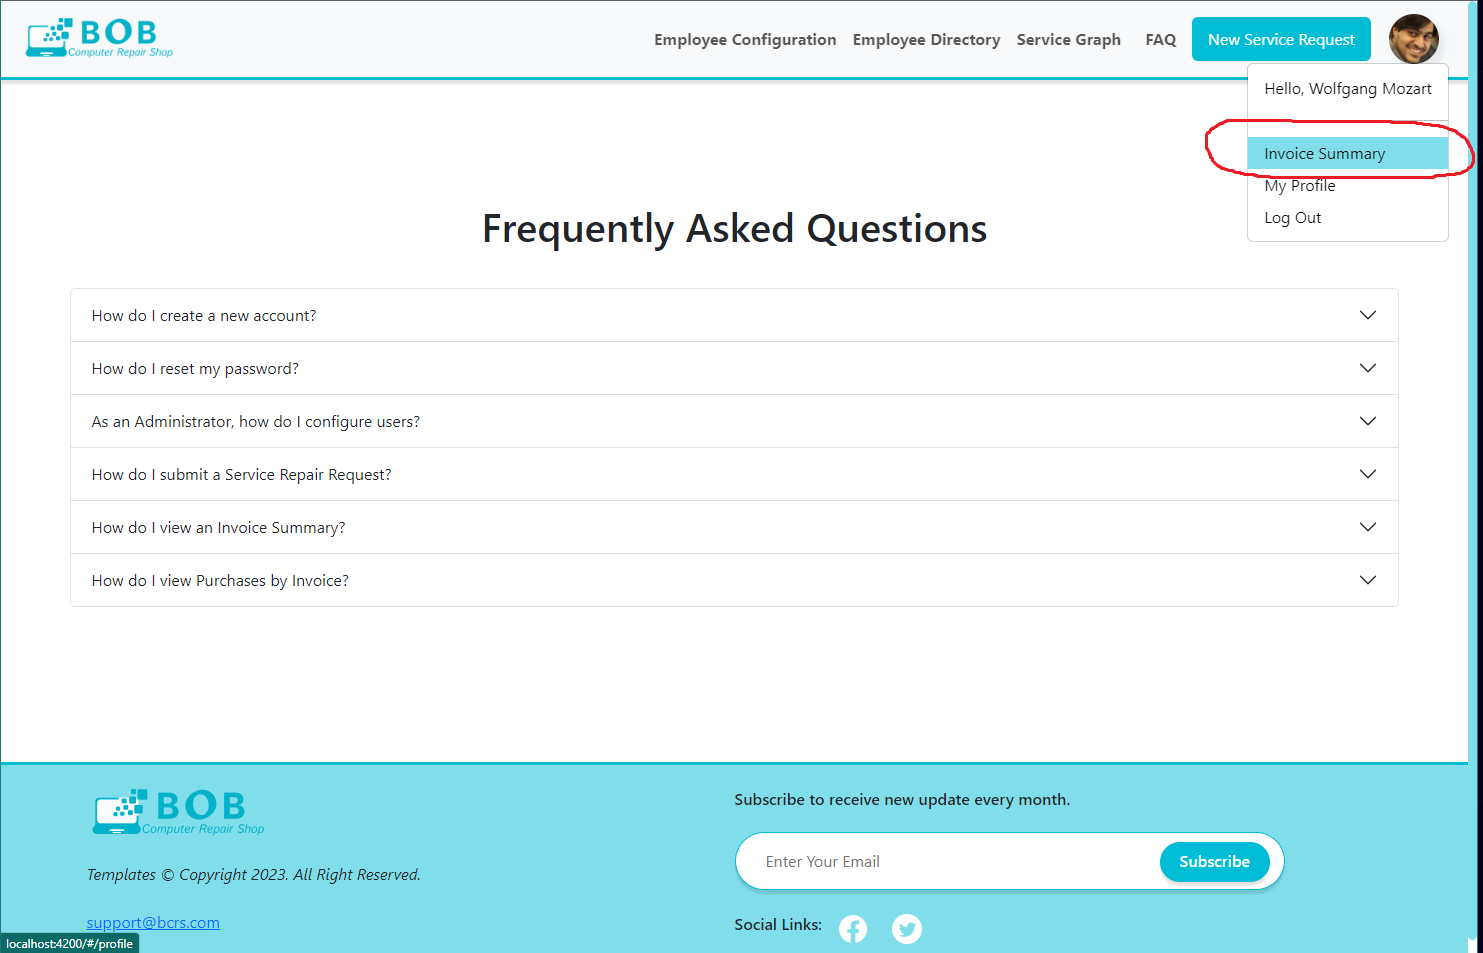 BOB
Computer Repair Shop
Employee Configuration Employee Directory Service Graph FAQ New Service Request
Hello, Wolfgang Mozart
Invoice Summary
My Profile
Log Out
Frequently Asked Questions
How do I create a new account?
How do I reset my password?
As an Administrator, how do I configure users?
How do I submit a Service Repair Request?
How do I view an Invoice Summary?
How do I view Purchases by Invoice?
BOB
Computer Repair Shop
Templates © Copyright 2023. All Right Reserved.
support@bcrs.com
Subscribe to receive new update every month.
Enter Your Email Subscribe
Social Links:
localhost:4200/#/profile